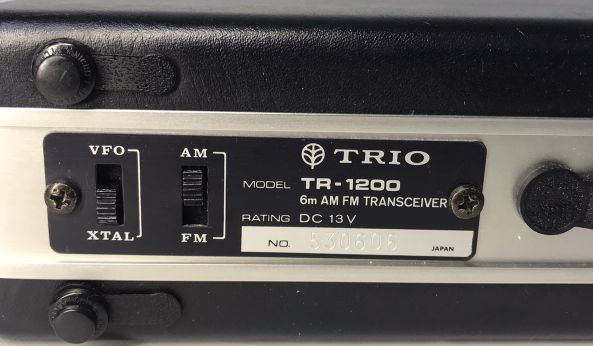 VFO
XTAL
AM
FM
TRIO
MODEL TR-1200
6m AM FM TRANSCEIVER
RATING DC 13V
NO. 530606 JAPAN